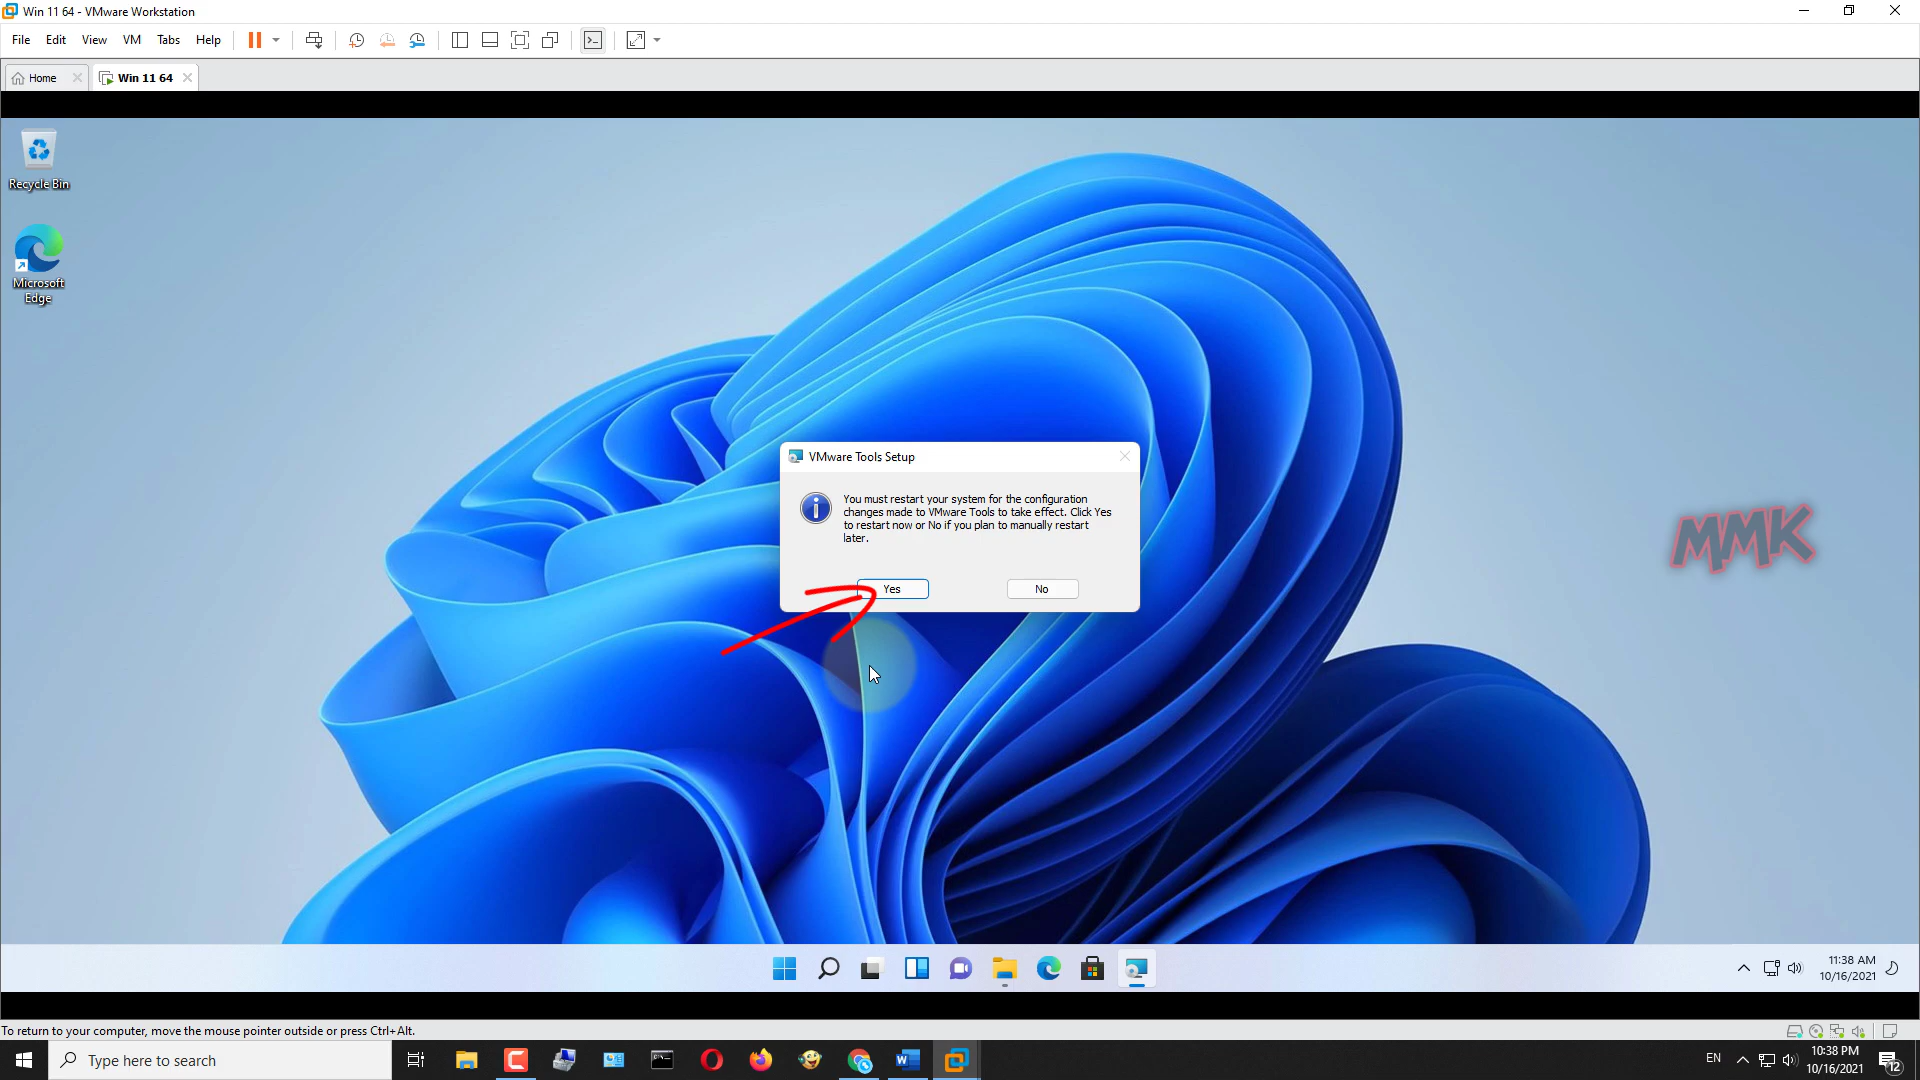 Win 11 64 - VMware Workstation
File Edit View VM Tabs Help
Home
Win 11 64
Recycle Bin
Microsoft
Edge
VMware Tools Setup
You must restart your system for the configuration
changes made to VMware Tools to take effect. Click Yes
to restart now or No if you plan to manually restart
later.
Yes
No
MMK
11:38 AM
10/16/2021
To return to your computer, move the mouse pointer outside or press Ctrl+Alt.
Type here to search
EN
10:38 PM
10/16/2021
12